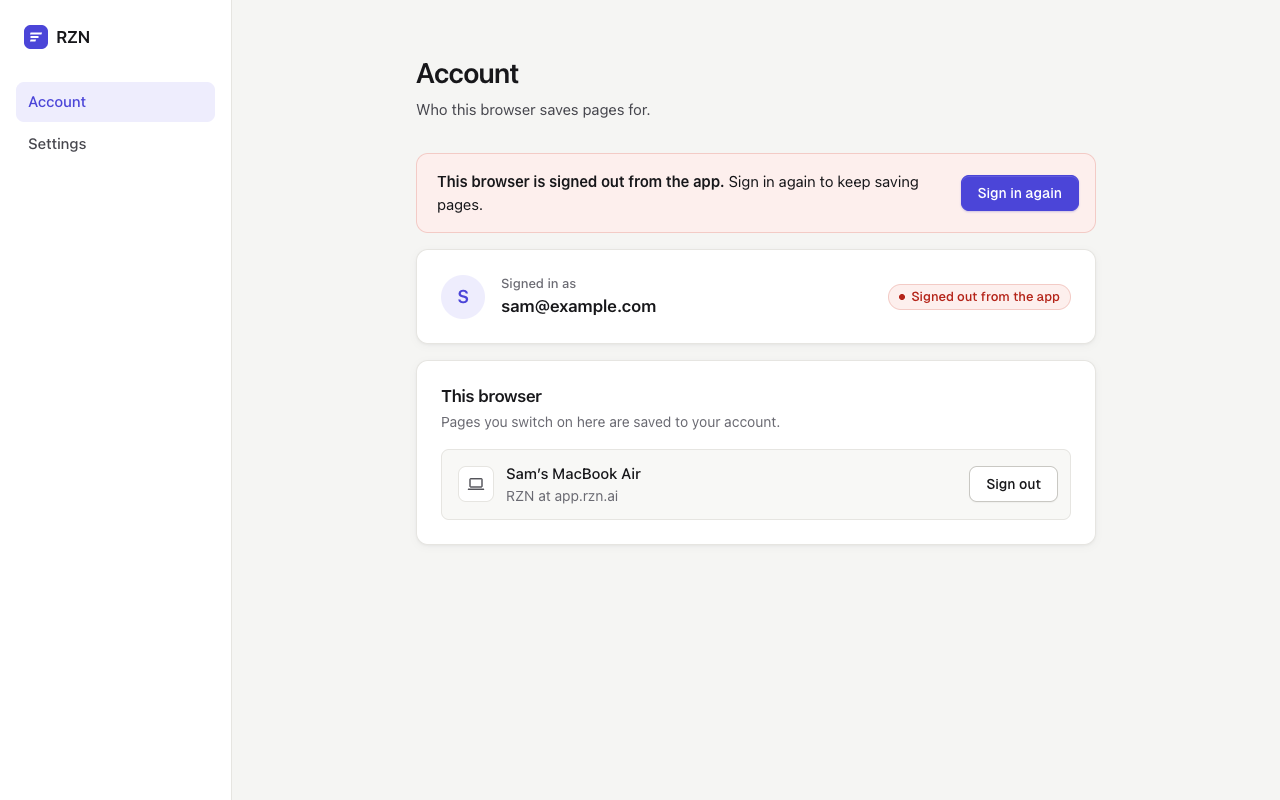 RZN
Account
Settings
Account
Who this browser saves pages for.
This browser is signed out from the app. Sign in again to keep saving
pages.
Sign in again
S
Signed in as
sam@example.com
Signed out from the app
This browser
Pages you switch on here are saved to your account.
Sam’s MacBook Air
RZN at app.rzn.ai
Sign out